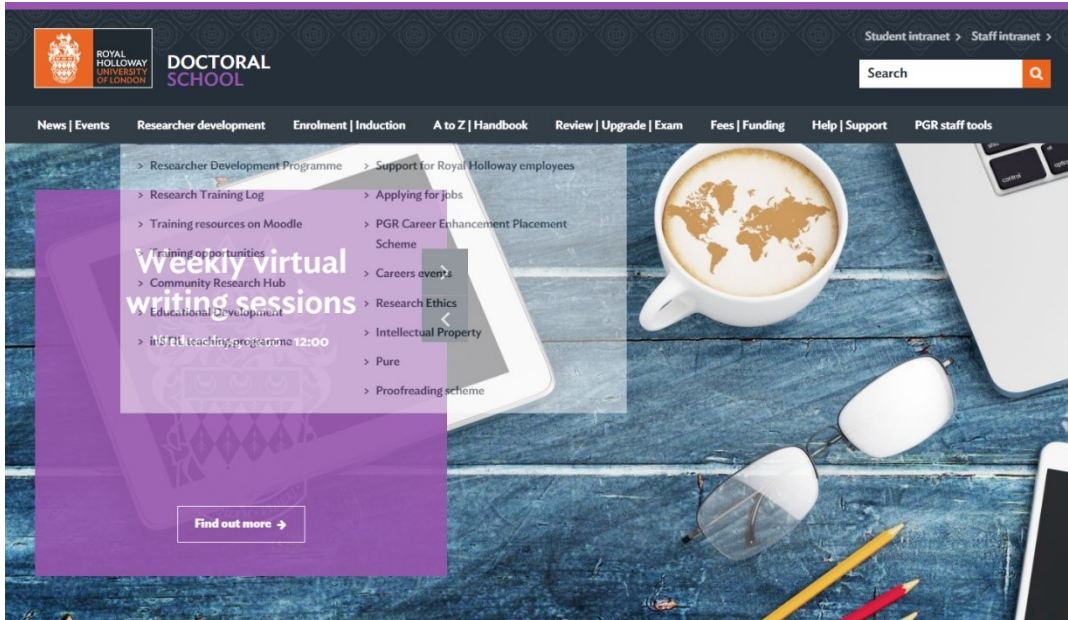 ROYAL
HOLLOWAY
UNIVERSITY
OF LONDON
DOCTORAL
SCHOOL
Student intranet > Staff intranet >
Search
News | Events Researcher development Enrolment | Induction A to Z | Handbook Review | Upgrade | Exam Fees | Funding Help | Support PGR staff tools
> Researcher Development Programme
> Research Training Log
> Training resources on Moodle
> Training opportunities
> Community Research Hub
> Educational Development
> inSTIL teaching programme
> Support for Royal Holloway employees
> Applying for jobs
> PGR Career Enhancement Placement
Scheme
> Careers events
> Research Ethics
> Intellectual Property
> Pure
> Proofreading scheme
Weekly virtual
writing sessions
12:00
Find out more →
control